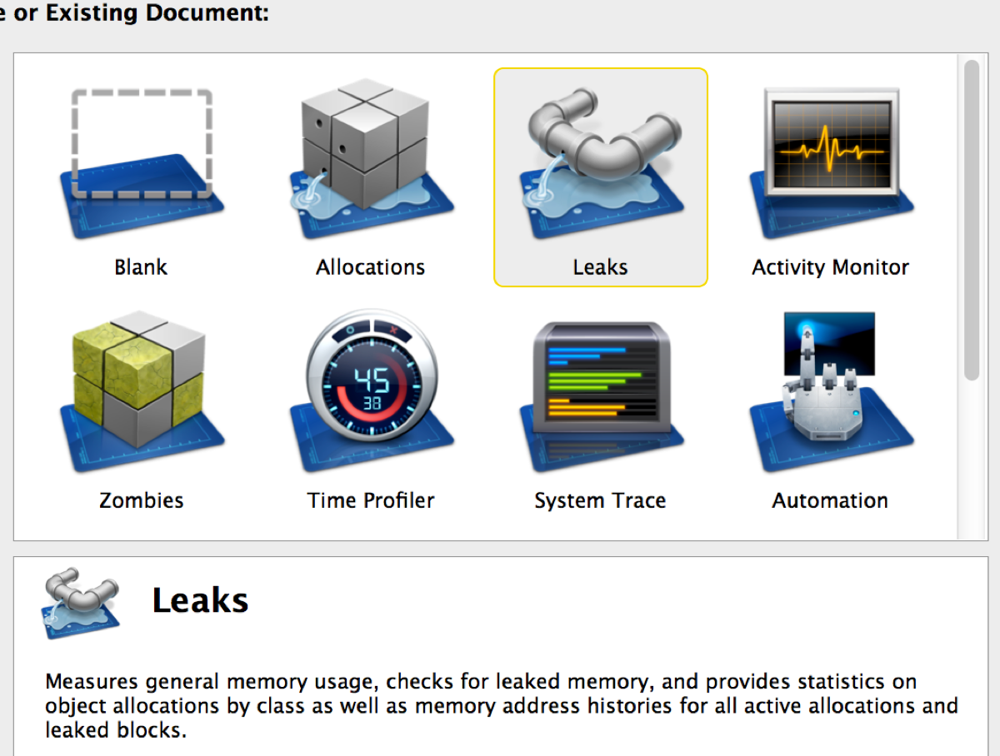 e or Existing Document:
Blank
Allocations
Leaks
Activity Monitor
45
38
Zombies
Time Profiler
System Trace
Automation
Leaks
Measures general memory usage, checks for leaked memory, and provides statistics on
object allocations by class as well as memory address histories for all active allocations and
leaked blocks.